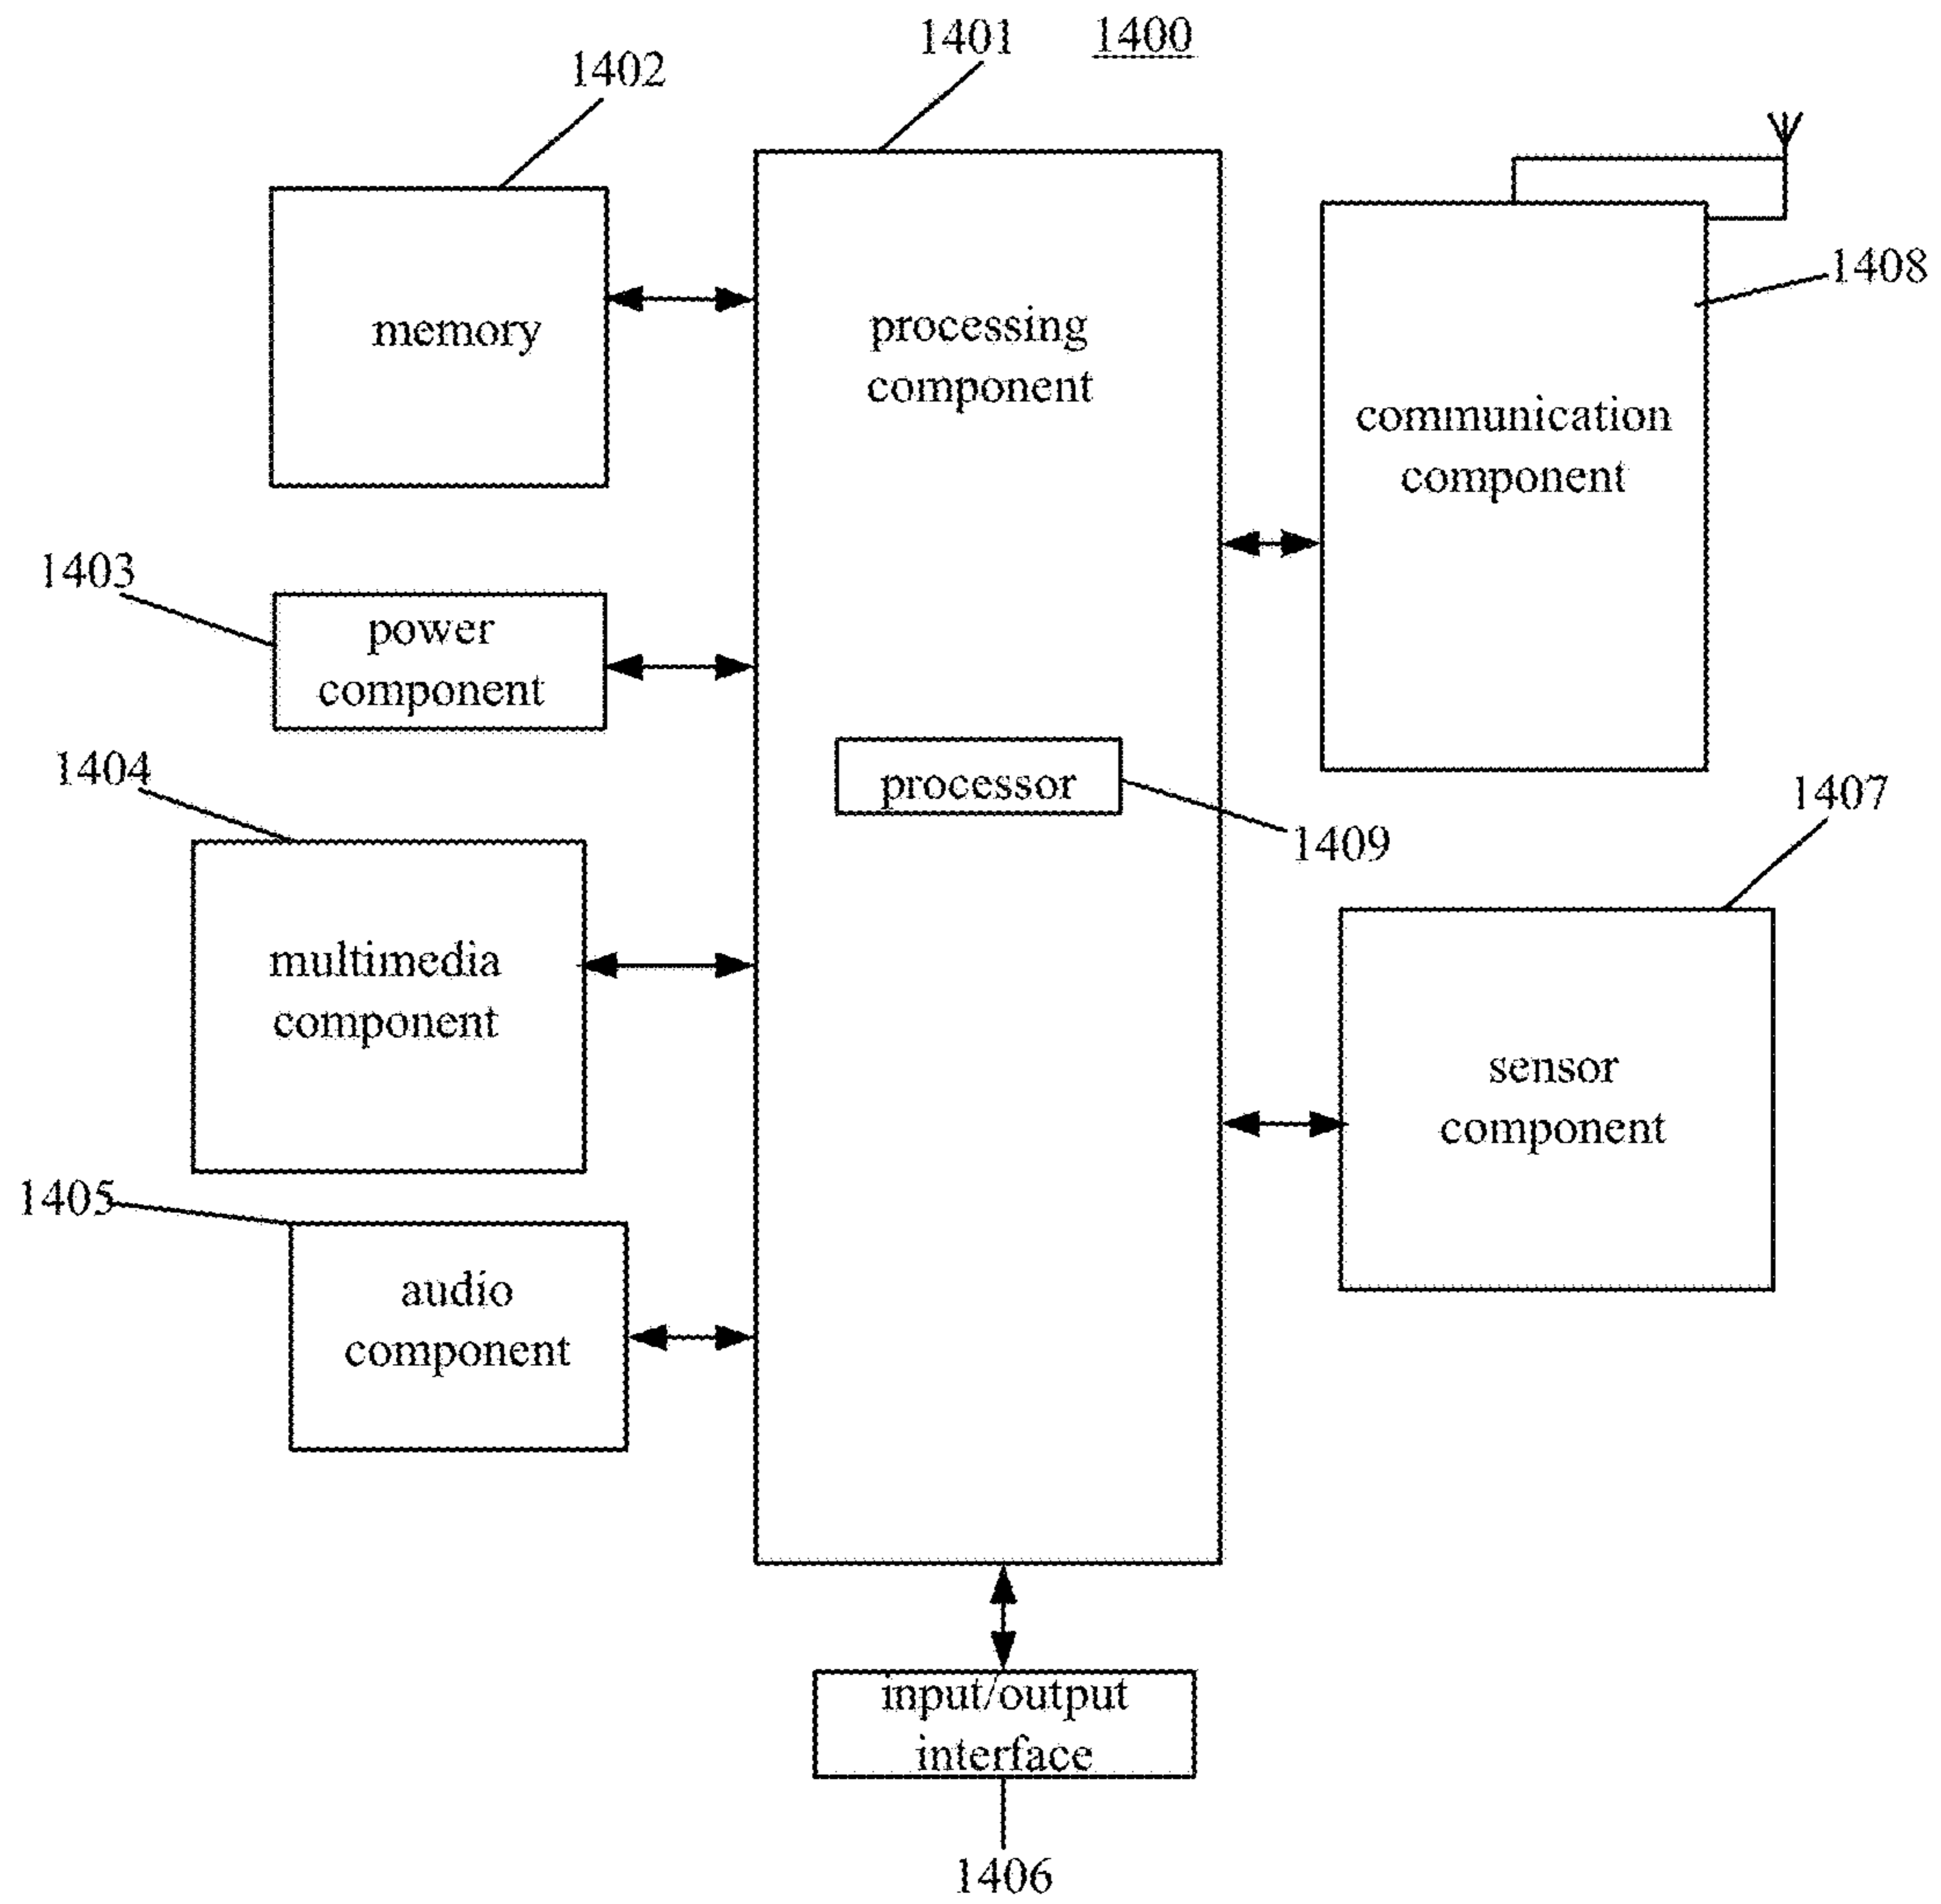 1401
1400
1402
1408
memory
processing
component
communication
component
1403
power
component
1404
processor
1409
1407
multimedia
component
sensor
component
1405
audio
component
input/output
interface
1406